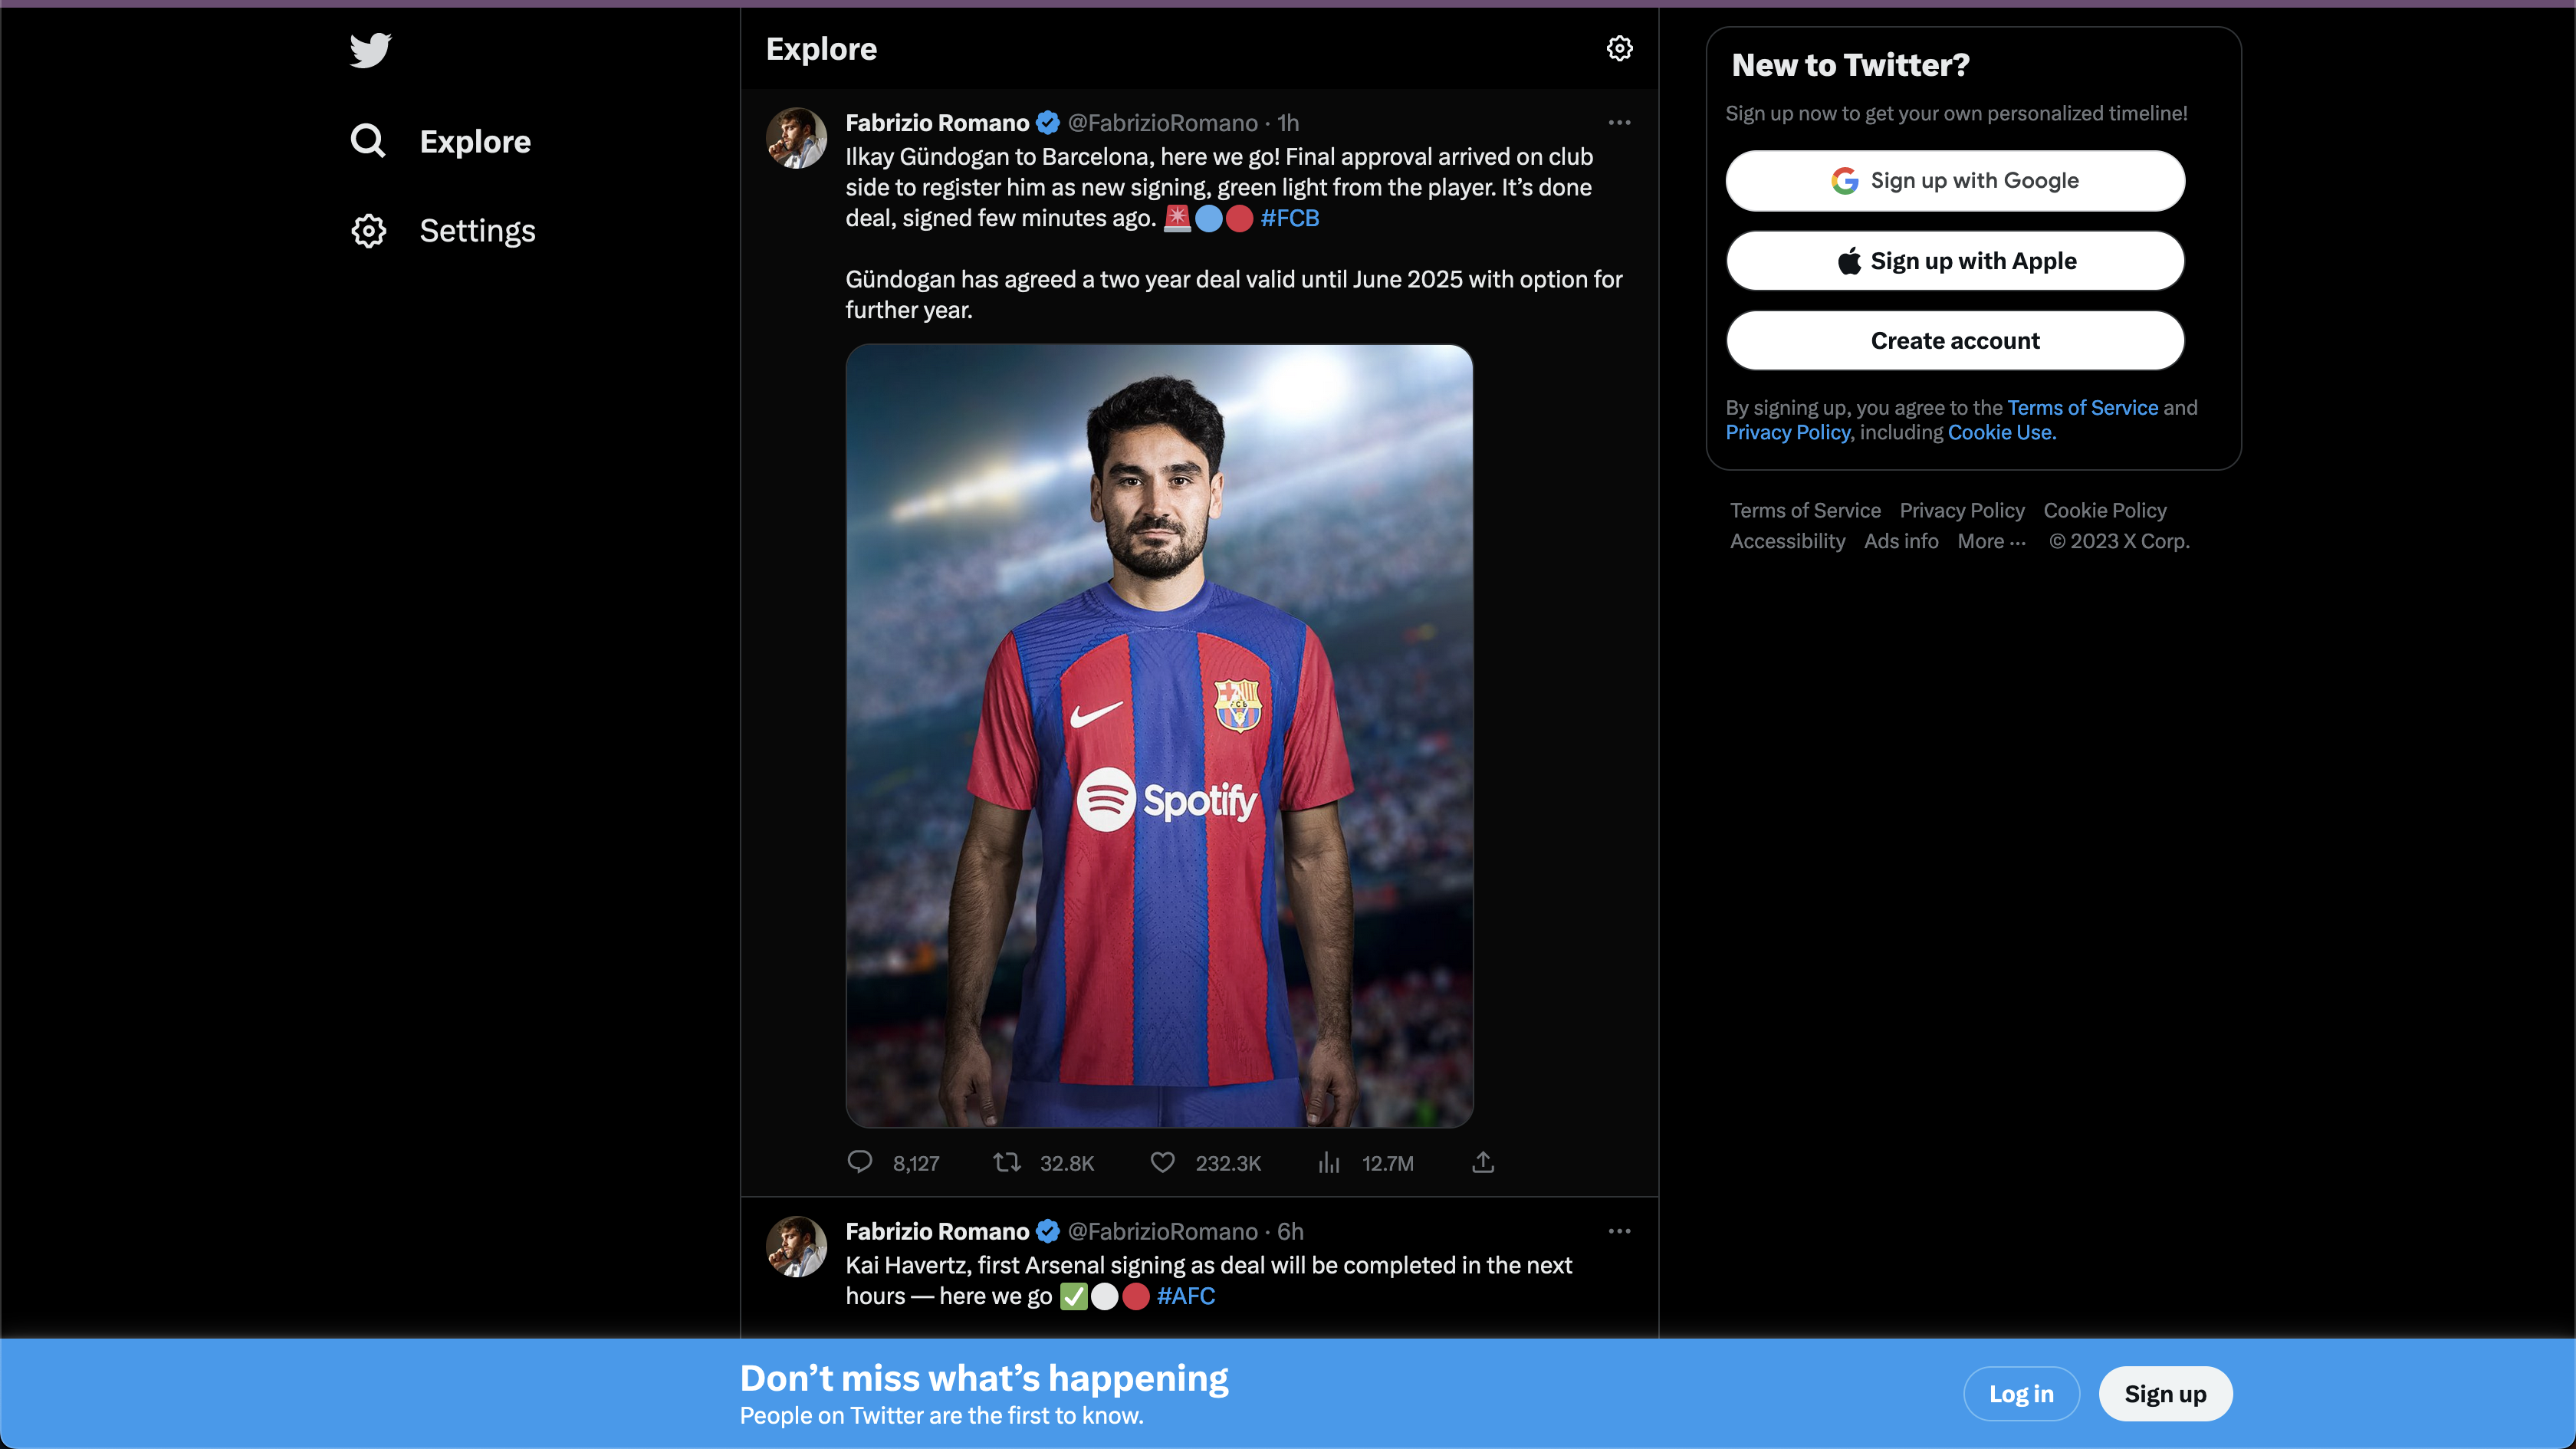 Explore
Settings
Explore
Fabrizio Romano @FabrizioRomano · 1h
Ilkay Gündogan to Barcelona, here we go! Final approval arrived on club
side to register him as new signing, green light from the player. It’s done
deal, signed few minutes ago. 🚨🔵🔴 #FCB
Gündogan has agreed a two year deal valid until June 2025 with option for
further year.
FCB
Spotify
8,127 32.8K 232.3K 12.7M
Fabrizio Romano @FabrizioRomano · 6h
Kai Havertz, first Arsenal signing as deal will be completed in the next
hours — here we go ✅⚪🔴 #AFC
New to Twitter?
Sign up now to get your own personalized timeline!
Sign up with Google
Sign up with Apple
Create account
By signing up, you agree to the Terms of Service and
Privacy Policy, including Cookie Use.
Terms of Service Privacy Policy Cookie Policy
Accessibility Ads info More ··· © 2023 X Corp.
Don’t miss what’s happening
People on Twitter are the first to know.
Log in
Sign up